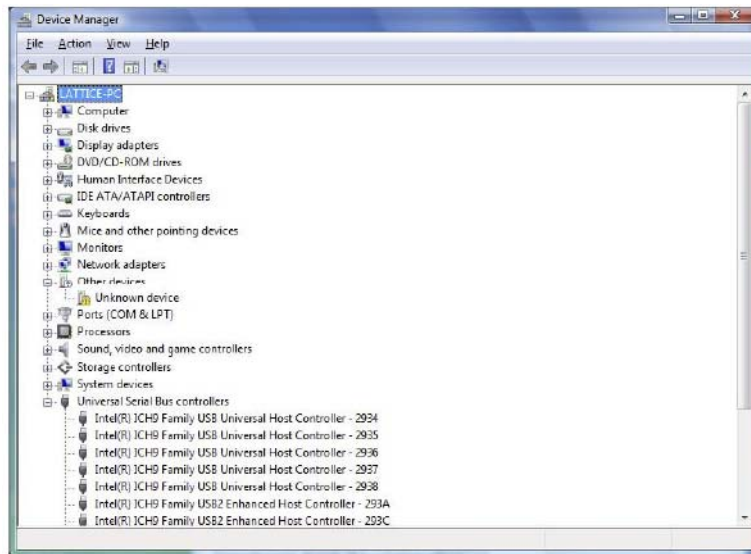 Device Manager
File Action View Help
LATTICE-PC
Computer
Disk drives
Display adapters
DVD/CD-ROM drives
Human Interface Devices
IDE ATA/ATAPI controllers
Keyboards
Mice and other pointing devices
Monitors
Network adapters
Other devices
Unknown device
Ports (COM & LPT)
Processors
Sound, video and game controllers
Storage controllers
System devices
Universal Serial Bus controllers
Intel(R) ICH9 Family USB Universal Host Controller - 2934
Intel(R) ICH9 Family USB Universal Host Controller - 2935
Intel(R) ICH9 Family USB Universal Host Controller - 2936
Intel(R) ICH9 Family USB Universal Host Controller - 2937
Intel(R) ICH9 Family USB Universal Host Controller - 2938
Intel(R) ICH9 Family USB2 Enhanced Host Controller - 293A
Intel(R) ICH9 Family USB2 Enhanced Host Controller - 293C